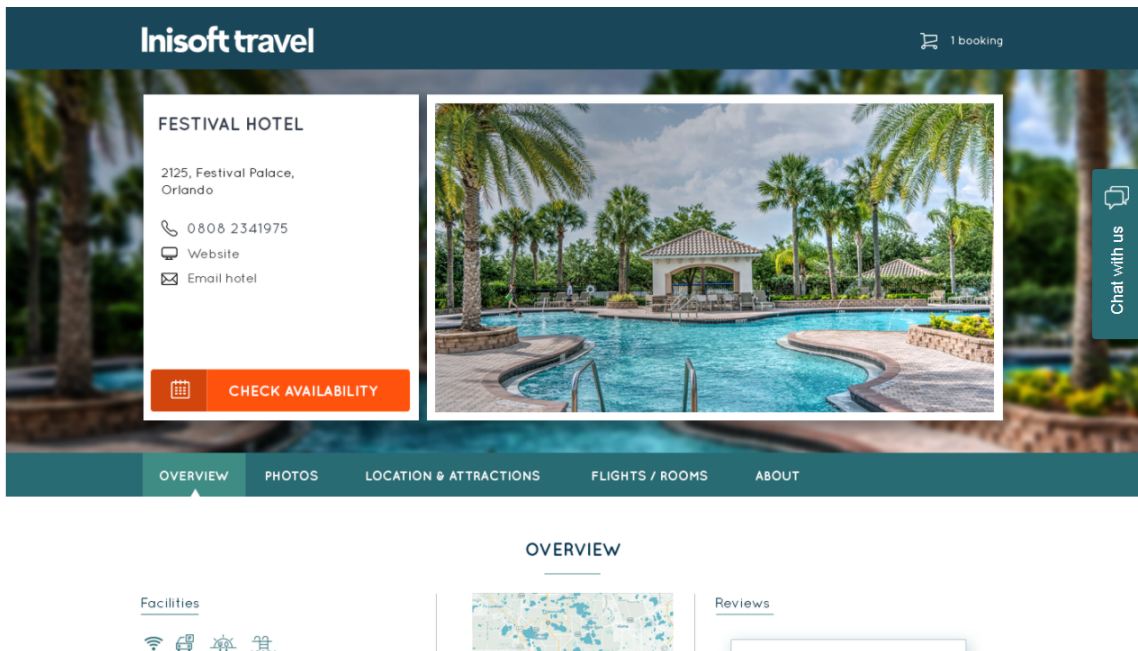 Inisoft travel
1 booking
FESTIVAL HOTEL
2125, Festival Palace,
Orlando
0808 2341975
Website
Email hotel
CHECK AVAILABILITY
Chat with us
OVERVIEW
PHOTOS
LOCATION & ATTRACTIONS
FLIGHTS / ROOMS
ABOUT
OVERVIEW
Facilities
Reviews